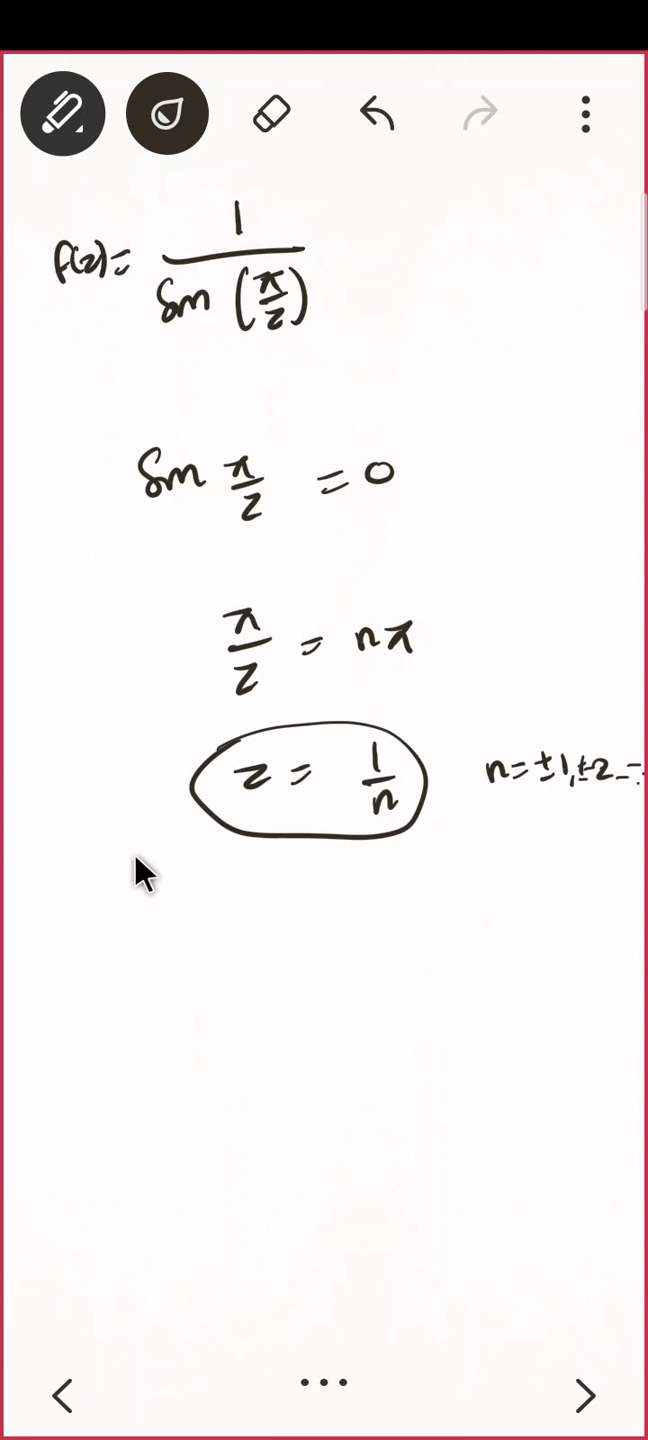 f(z) = 1 / sin (π/z)
sin π/z = 0
π/z = nπ
z = 1/n n = ±1, ±2 --